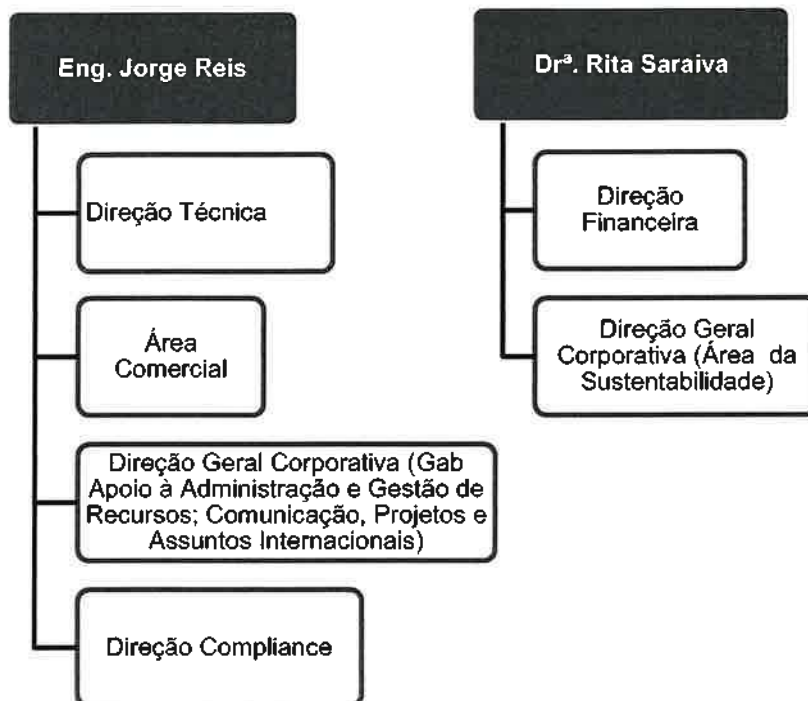 Eng. Jorge Reis
Direção Técnica
Área
Comercial
Direção Geral Corporativa (Gab
Apoio à Administração e Gestão de
Recursos; Comunicação, Projetos e
Assuntos Internacionais)
Direção Compliance
Drª. Rita Saraiva
Direção
Financeira
Direção Geral
Corporativa (Área da
Sustentabilidade)